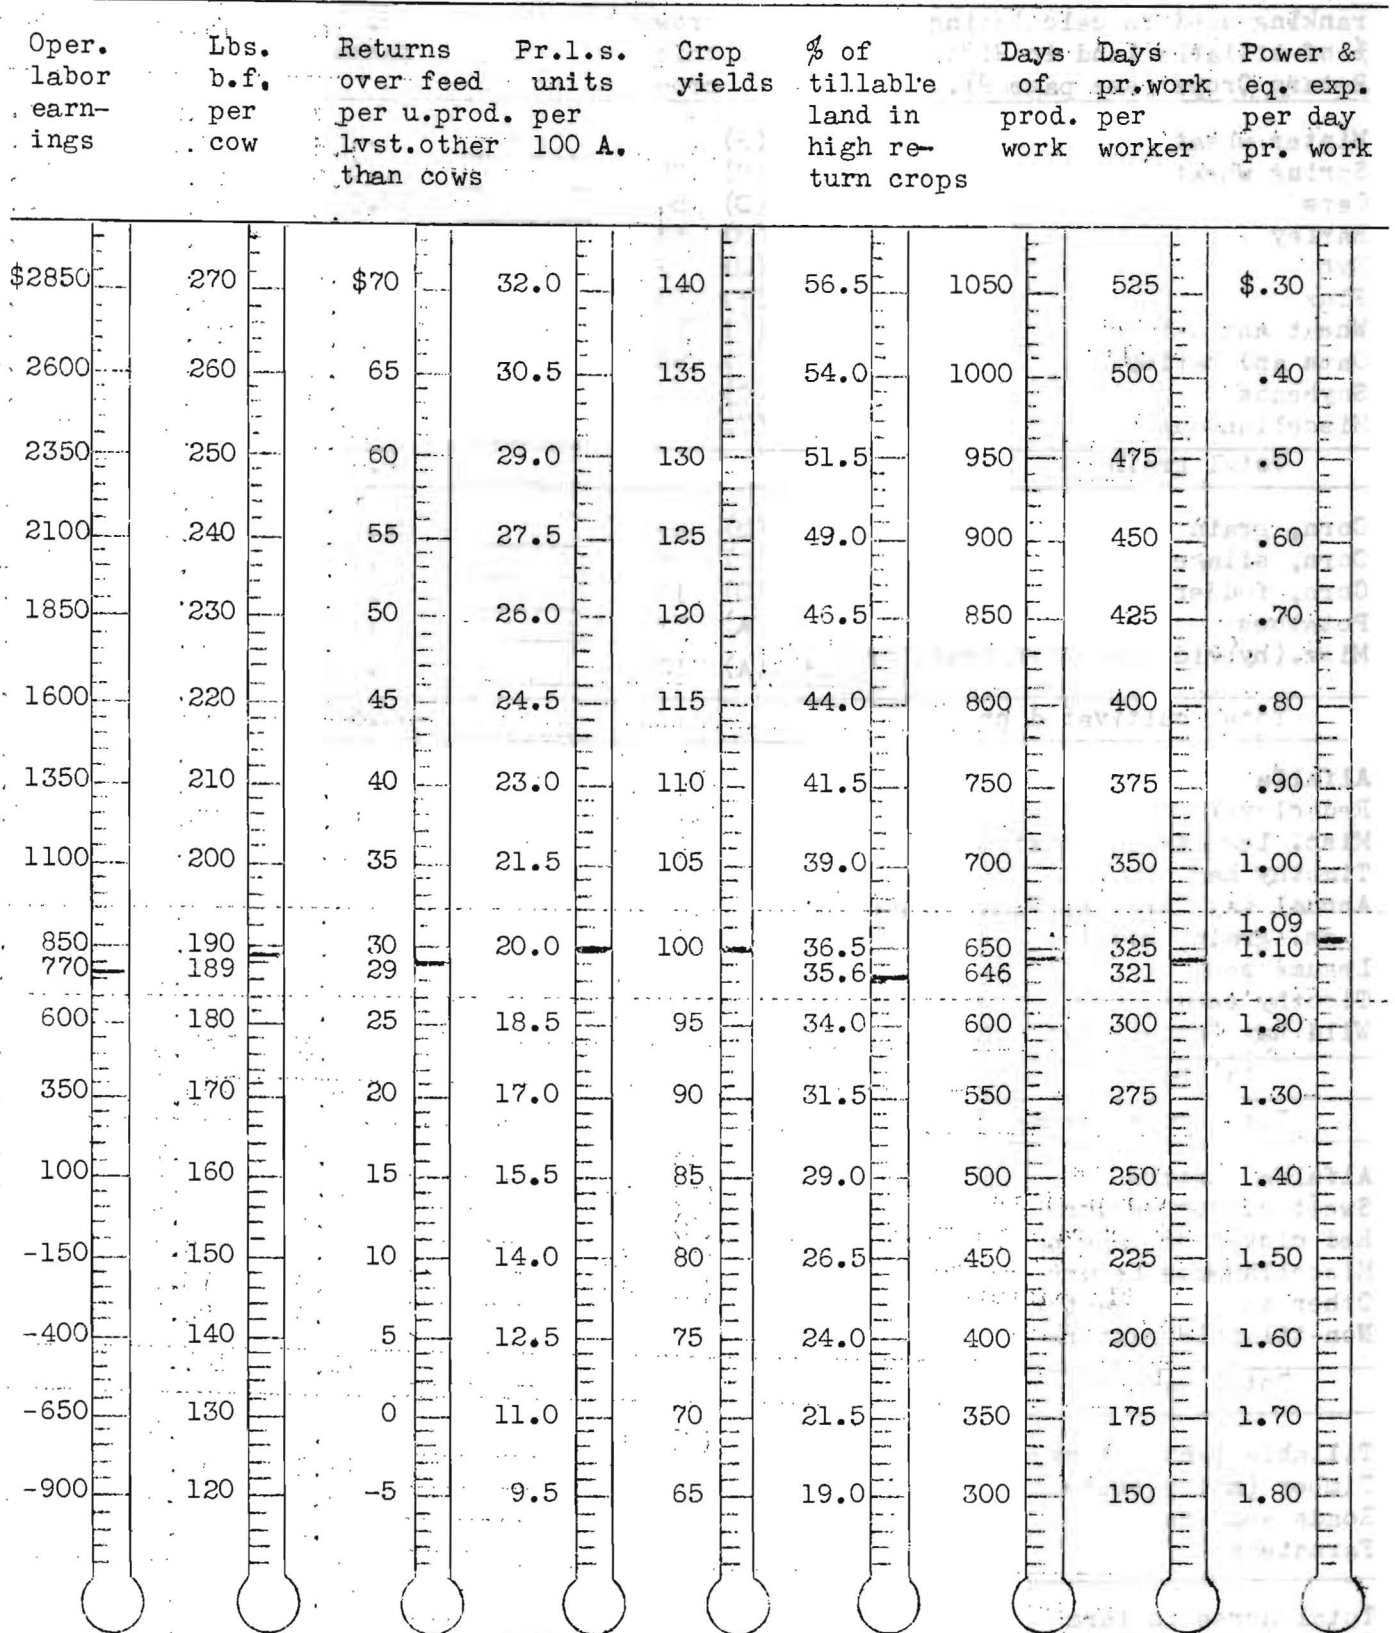 Oper. Lbs. Returns Pr.l.s. Crop % of Days Days Power &
labor b.f. over feed units yields tillable of pr.work eq. exp.
earn- per per u.prod. per land in prod. per per day
ings cow lvst.other 100 A. high re- work worker pr. work
than cows turn crops
$2850 270 $70 32.0 140 56.5 1050 525 $.30
2600 260 65 30.5 135 54.0 1000 500 .40
2350 250 60 29.0 130 51.5 950 475 .50
2100 240 55 27.5 125 49.0 900 450 .60
1850 230 50 26.0 120 46.5 850 425 .70
1600 220 45 24.5 115 44.0 800 400 .80
1350 210 40 23.0 110 41.5 750 375 .90
1100 200 35 21.5 105 39.0 700 350 1.00
1.09
850 190 30 20.0 100 36.5 650 325 1.10
770 189 29 35.6 646 321
600 180 25 18.5 95 34.0 600 300 1.20
350 170 20 17.0 90 31.5 550 275 1.30
100 160 15 15.5 85 29.0 500 250 1.40
-150 150 10 14.0 80 26.5 450 225 1.50
-400 140 5 12.5 75 24.0 400 200 1.60
-650 130 0 11.0 70 21.5 350 175 1.70
-900 120 -5 9.5 65 19.0 300 150 1.80